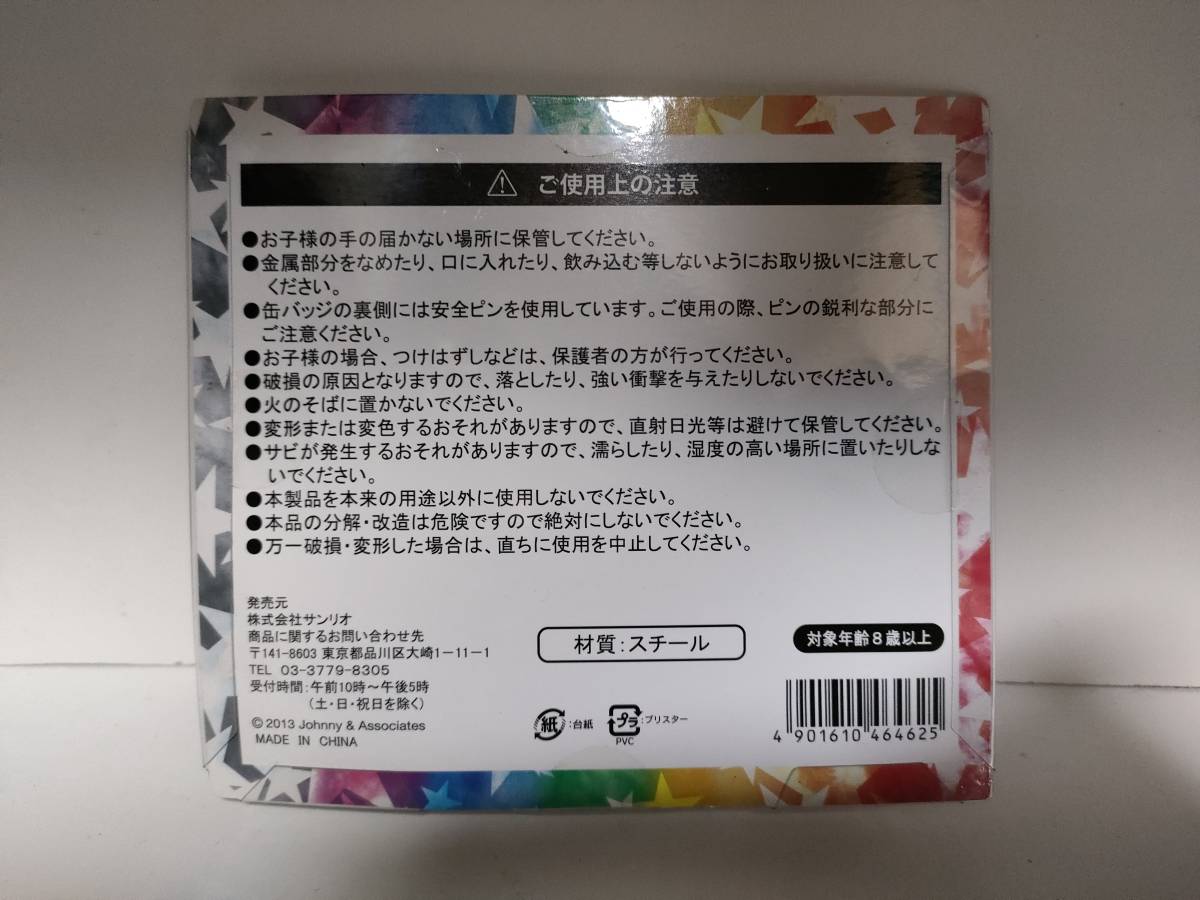 ご使用上の注意
●お子様の手の届かない場所に保管してください。
●金属部分をなめたり、口に入れたり、飲み込む等しないようにお取り扱いに注意して
ください。
●缶バッジの裏側には安全ピンを使用しています。ご使用の際、ピンの鋭利な部分に
ご注意ください。
●お子様の場合、つけはずしなどは、保護者の方が行ってください。
●破損の原因となりますので、落としたり、強い衝撃を与えたりしないでください。
●火のそばに置かないでください。
●変形または変色するおそれがありますので、直射日光等は避けて保管してください。
●サビが発生するおそれがありますので、濡らしたり、湿度の高い場所に置いたりしな
いでください。
●本製品を本来の用途以外に使用しないでください。
●本品の分解・改造は危険ですので絶対にしないでください。
●万一破損・変形した場合は、直ちに使用を中止してください。
発売元
株式会社サンリオ
商品に関するお問い合わせ先
〒141-8603 東京都品川区大崎1-11-1
TEL 03-3779-8305
受付時間:午前10時~午後5時
(土・日・祝日を除く)
©2013 Johnny & Associates
MADE IN CHINA
材質:スチール
対象年齢8歳以上
紙:台紙
プラ:ブリスター
PVC
4 901610 464625